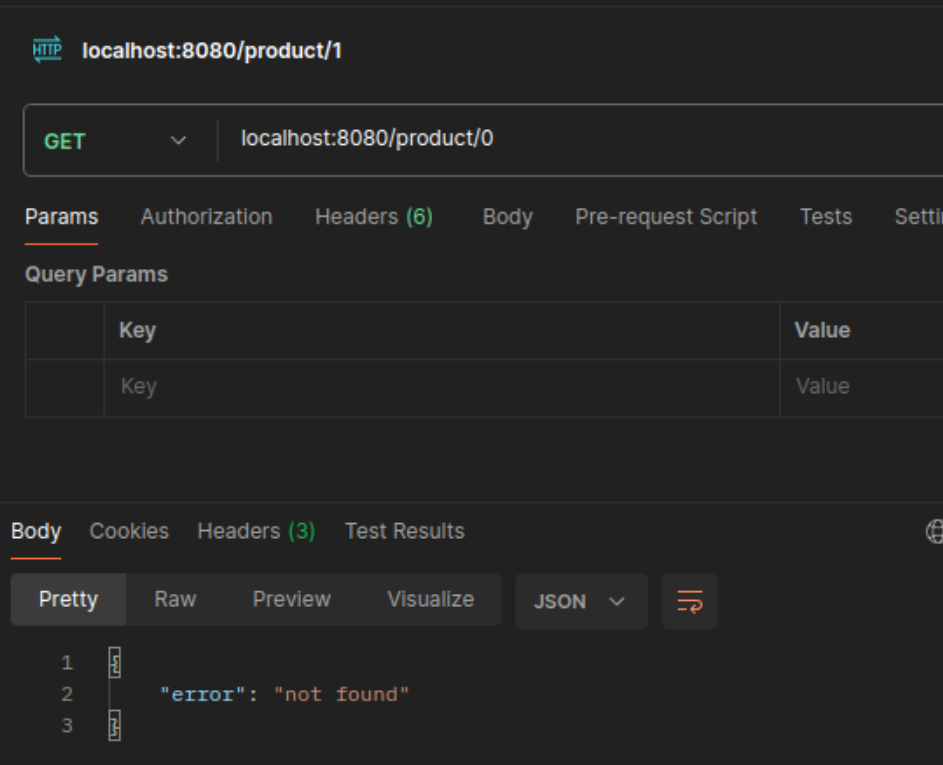 HTTP localhost:8080/product/1
GET localhost:8080/product/0
Params Authorization Headers (6) Body Pre-request Script Tests
Query Params
Key Value
Key Value
Body Cookies Headers (3) Test Results
Pretty Raw Preview Visualize JSON
1 {
2 "error": "not found"
3 }